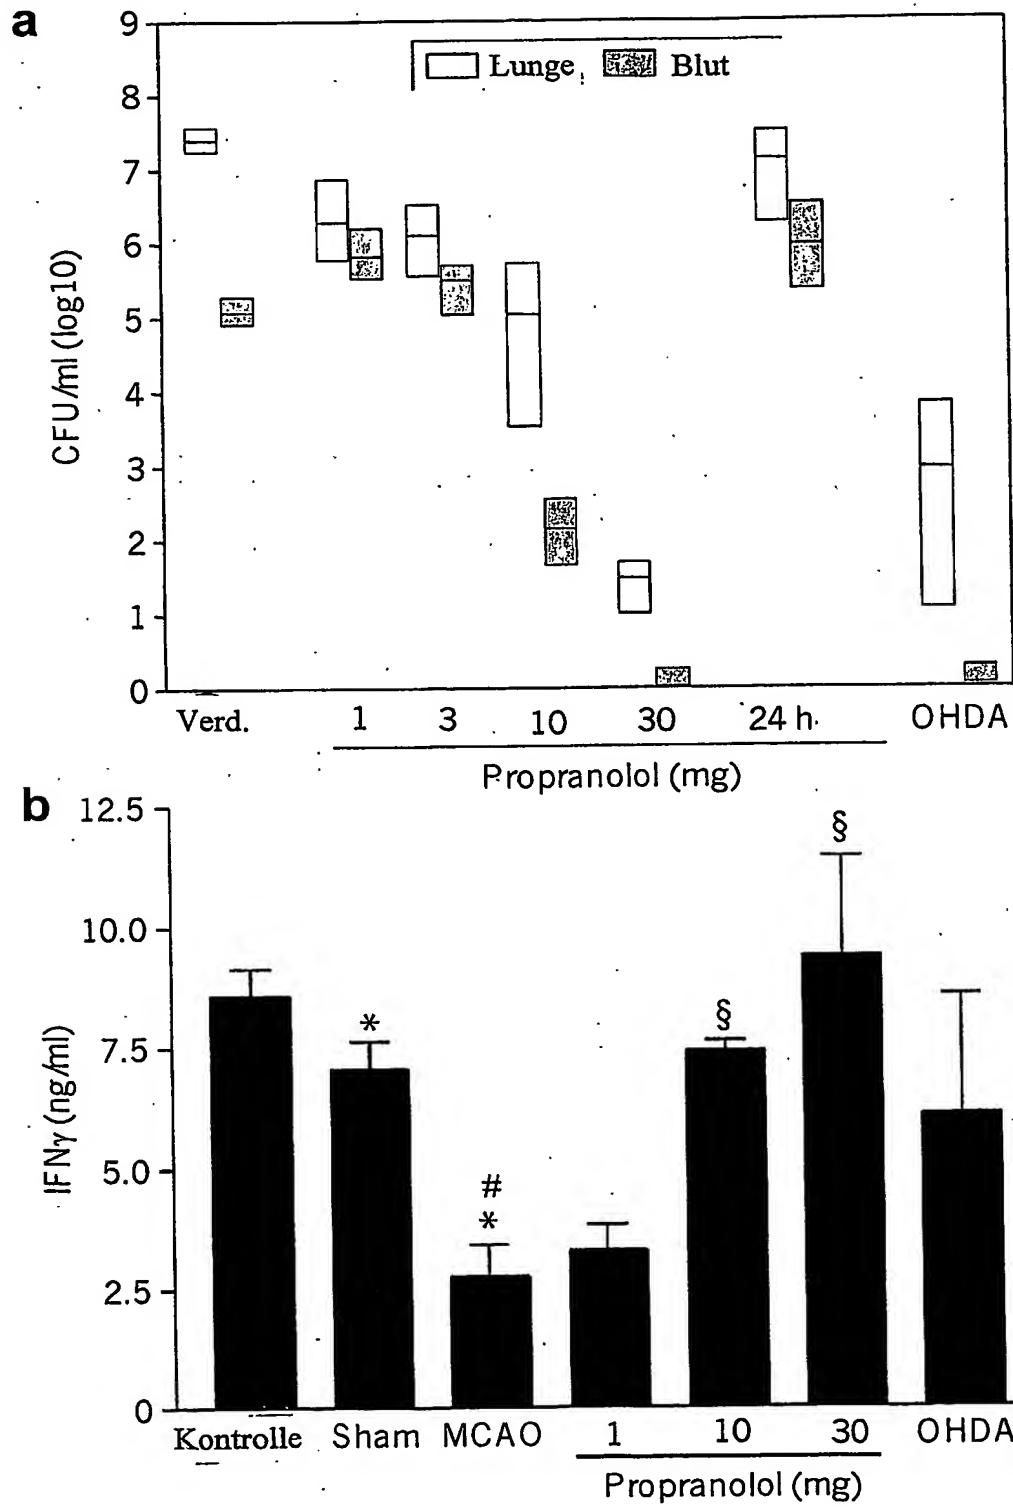 a
9
Lunge Blut
8
7
6
5
4
3
2
1
0
CFU/ml (log10)
Verd. 1 3 10 30 24 h OHDA
Propranolol (mg)
b
12.5
10.0
7.5
5.0
2.5
0
IFNγ (ng/ml)
*
#
*
§
§
Kontrolle Sham MCAO 1 10 30 OHDA
Propranolol (mg)